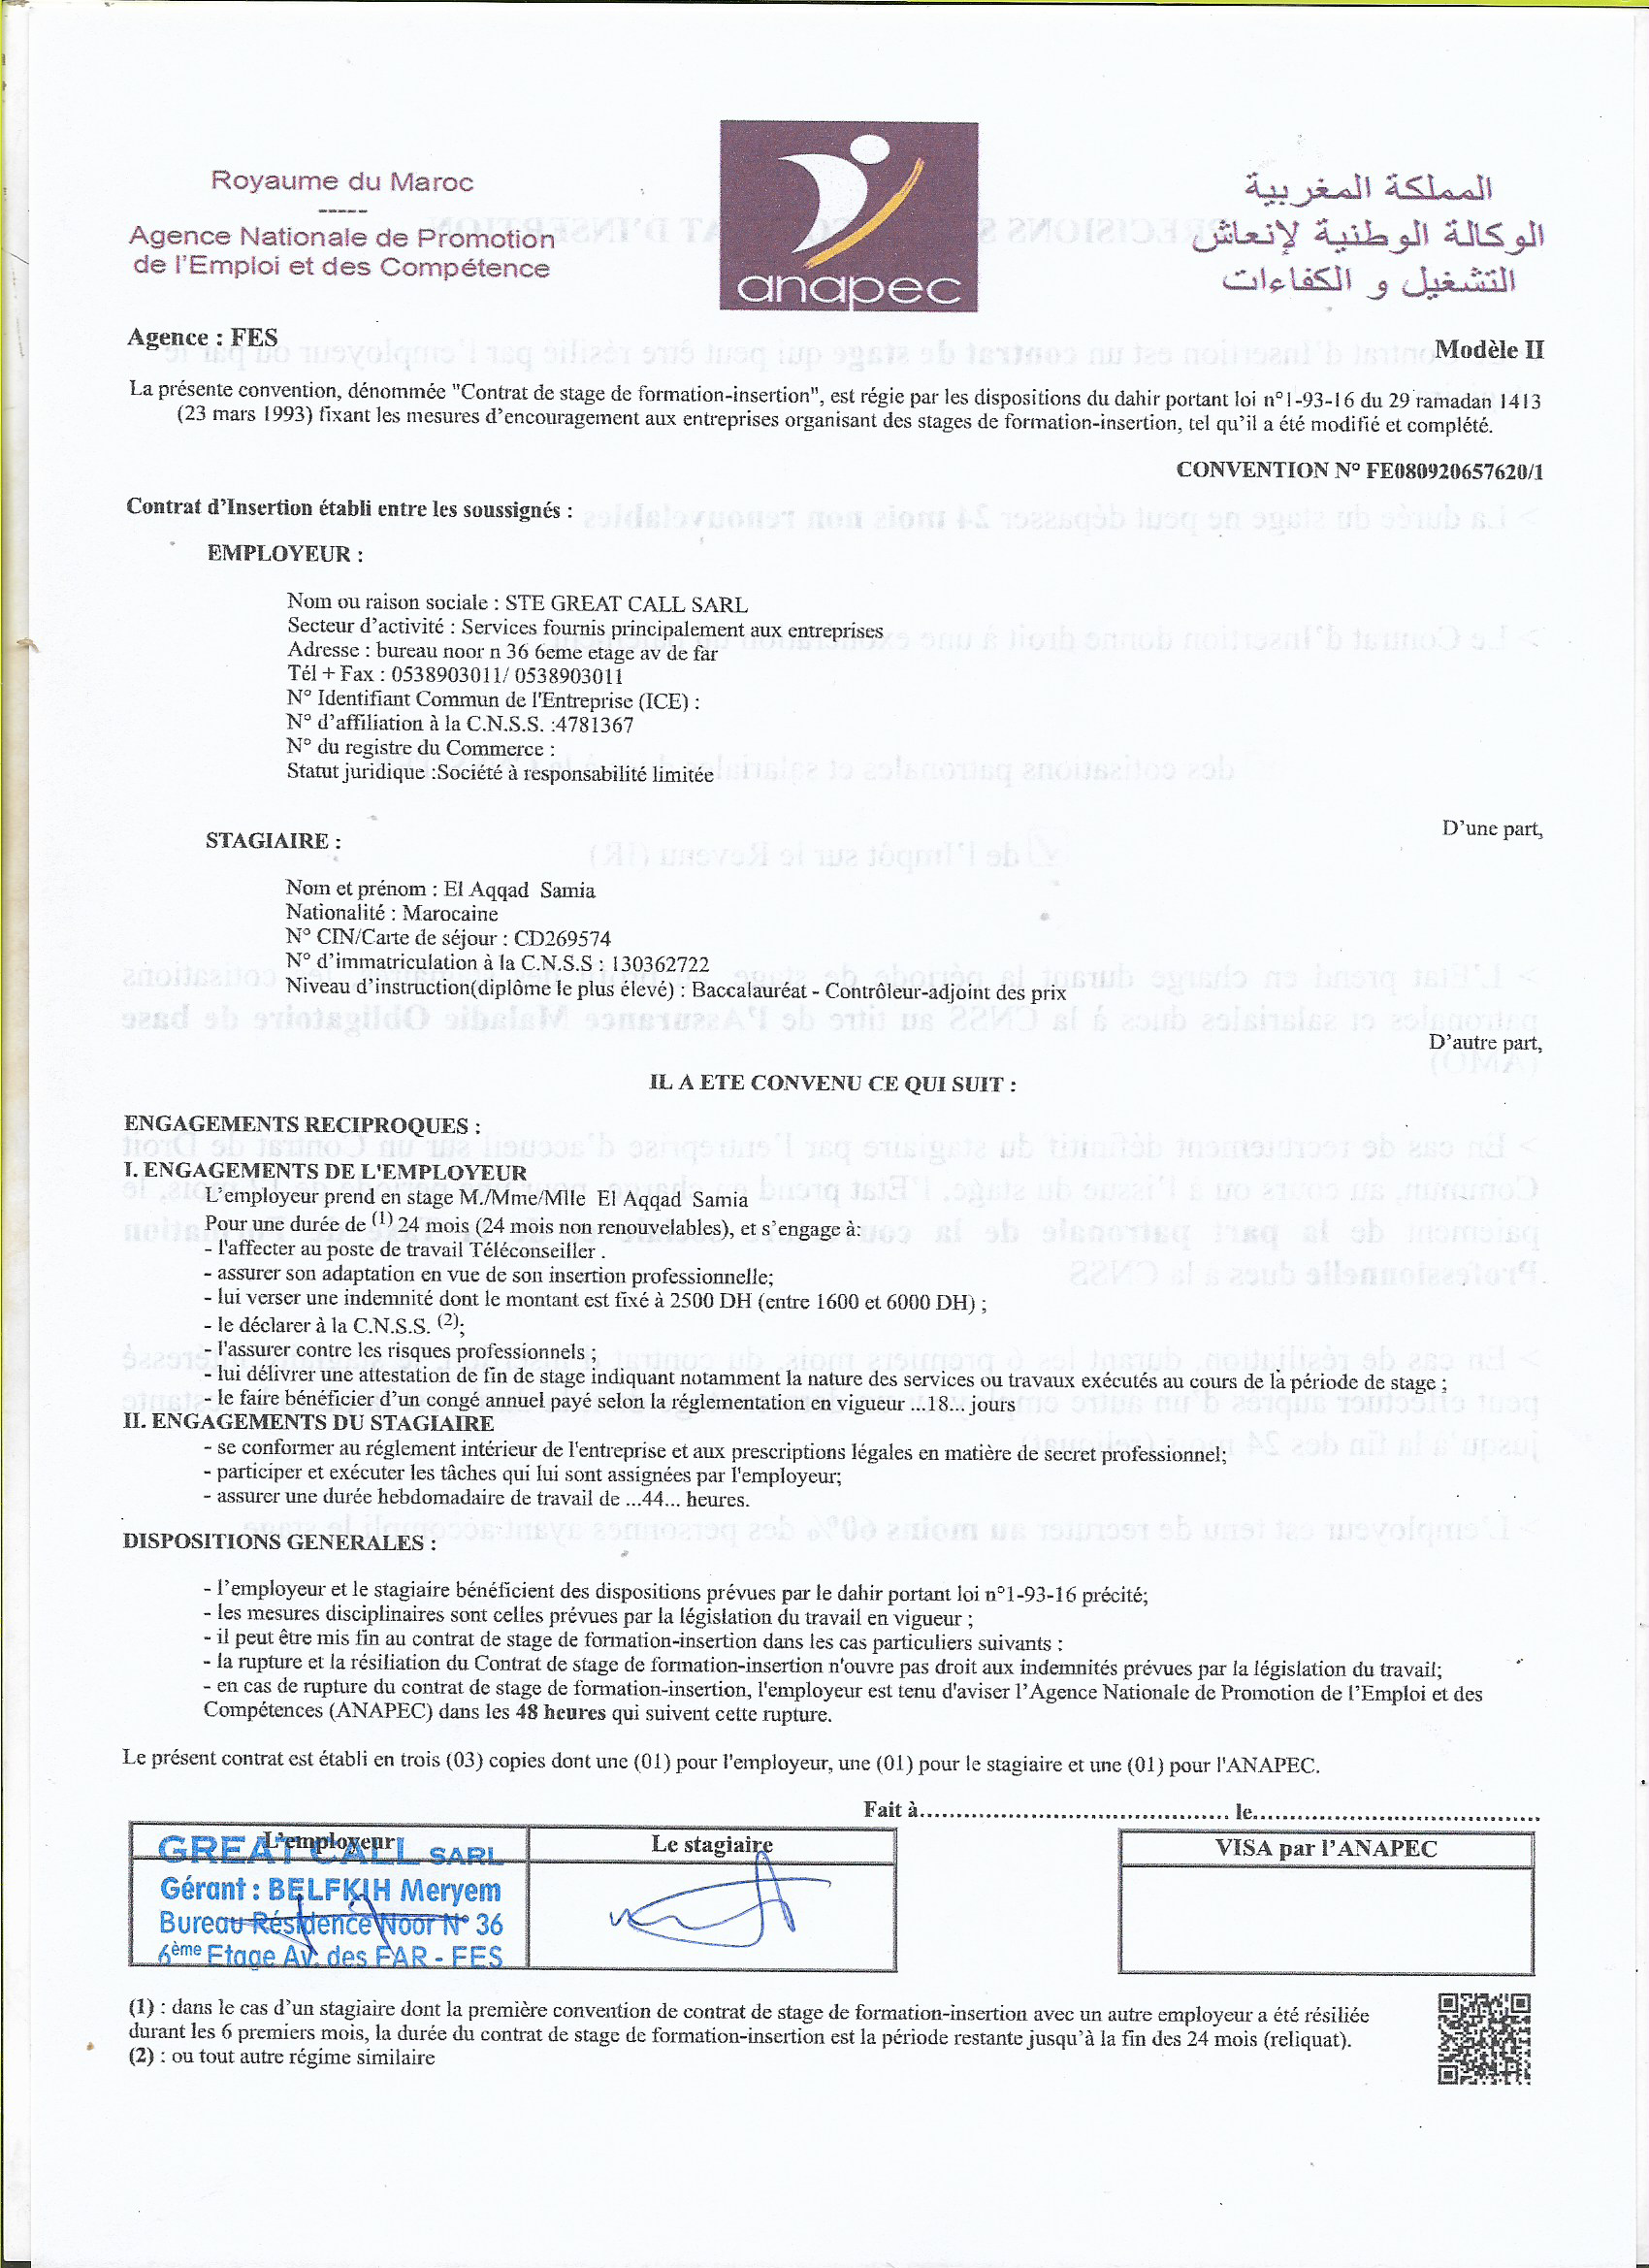 Royaume du Maroc
-----
Agence Nationale de Promotion
de l'Emploi et des Compétence
anapec
المملكة المغربية
الوكالة الوطنية لإنعاش
التشغيل و الكفاءات
Agence : FES
Modèle II
La présente convention, dénommée "Contrat de stage de formation-insertion", est régie par les dispositions du dahir portant loi n°1-93-16 du 29 ramadan 1413
(23 mars 1993) fixant les mesures d'encouragement aux entreprises organisant des stages de formation-insertion, tel qu'il a été modifié et complété.
CONVENTION N° FE080920657620/1
Contrat d'Insertion établi entre les soussignés :
EMPLOYEUR :
Nom ou raison sociale : STE GREAT CALL SARL
Secteur d'activité : Services fournis principalement aux entreprises
Adresse : bureau noor n 36 6eme etage av de far
Tél + Fax : 0538903011/ 0538903011
N° Identifiant Commun de l'Entreprise (ICE) :
N° d'affiliation à la C.N.S.S. :4781367
N° du registre du Commerce :
Statut juridique :Société à responsabilité limitée
D'une part,
STAGIAIRE :
Nom et prénom : El Aqqad Samia
Nationalité : Marocaine
N° CIN/Carte de séjour : CD269574
N° d'immatriculation à la C.N.S.S : 130362722
Niveau d'instruction(diplôme le plus élevé) : Baccalauréat - Contrôleur-adjoint des prix
D'autre part,
IL A ETE CONVENU CE QUI SUIT :
ENGAGEMENTS RECIPROQUES :
I. ENGAGEMENTS DE L'EMPLOYEUR
L'employeur prend en stage M./Mme/Mlle El Aqqad Samia
Pour une durée de (1) 24 mois (24 mois non renouvelables), et s'engage à:
- l'affecter au poste de travail Téléconseiller .
- assurer son adaptation en vue de son insertion professionnelle;
- lui verser une indemnité dont le montant est fixé à 2500 DH (entre 1600 et 6000 DH) ;
- le déclarer à la C.N.S.S. (2);
- l'assurer contre les risques professionnels ;
- lui délivrer une attestation de fin de stage indiquant notamment la nature des services ou travaux exécutés au cours de la période de stage ;
- le faire bénéficier d'un congé annuel payé selon la réglementation en vigueur ...18... jours
II. ENGAGEMENTS DU STAGIAIRE
- se conformer au réglement intérieur de l'entreprise et aux prescriptions légales en matière de secret professionnel;
- participer et exécuter les tâches qui lui sont assignées par l'employeur;
- assurer une durée hebdomadaire de travail de ...44... heures.
DISPOSITIONS GENERALES :
- l'employeur et le stagiaire bénéficient des dispositions prévues par le dahir portant loi n°1-93-16 précité;
- les mesures disciplinaires sont celles prévues par la législation du travail en vigueur ;
- il peut être mis fin au contrat de stage de formation-insertion dans les cas particuliers suivants :
- la rupture et la résiliation du Contrat de stage de formation-insertion n'ouvre pas droit aux indemnités prévues par la législation du travail;
- en cas de rupture du contrat de stage de formation-insertion, l'employeur est tenu d'aviser l'Agence Nationale de Promotion de l'Emploi et des
Compétences (ANAPEC) dans les 48 heures qui suivent cette rupture.
Le présent contrat est établi en trois (03) copies dont une (01) pour l'employeur, une (01) pour le stagiaire et une (01) pour l'ANAPEC.
Fait à.......................................... le.......................................
L'employeur
GREAT CALL SARL
Gérant : BELFKIH Meryem
Bureau Résidence Noor N° 36
6ème Etage Av. des FAR - FES
Le stagiaire
VISA par l'ANAPEC
(1) : dans le cas d'un stagiaire dont la première convention de contrat de stage de formation-insertion avec un autre employeur a été résiliée
durant les 6 premiers mois, la durée du contrat de stage de formation-insertion est la période restante jusqu'à la fin des 24 mois (reliquat).
(2) : ou tout autre régime similaire